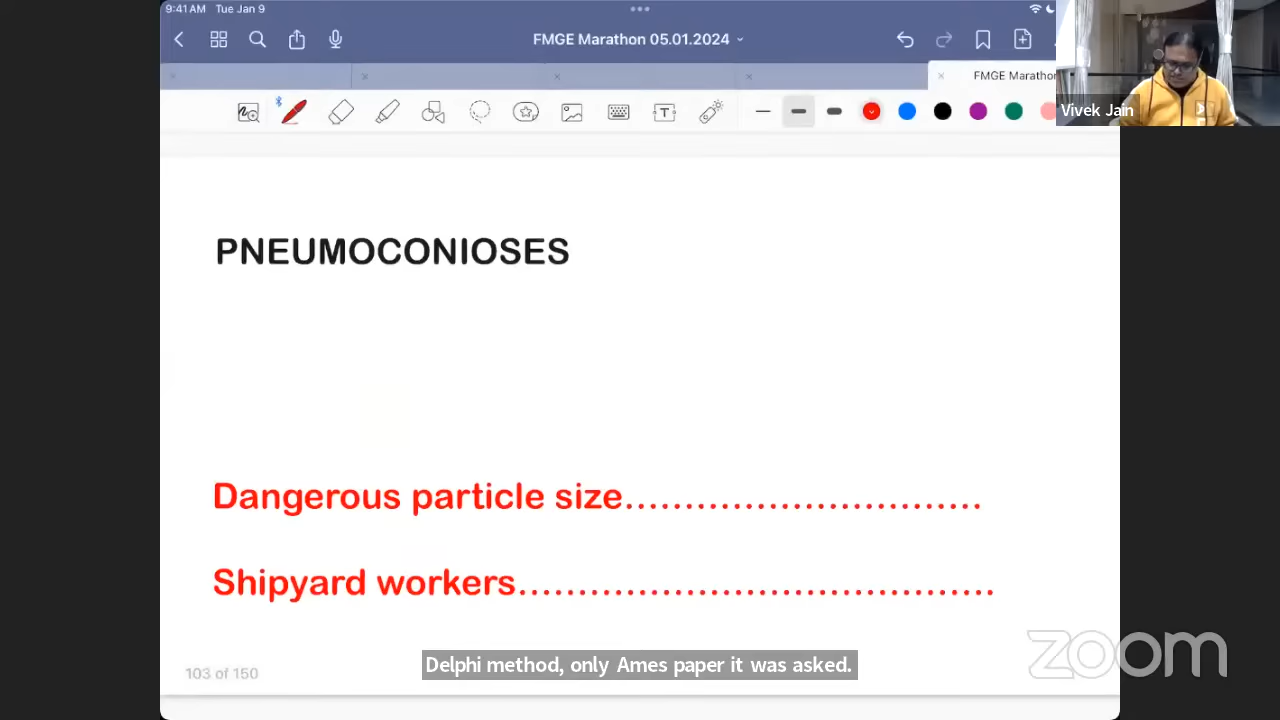 9:41 AM Tue Jan 9
FMGE Marathon 05.01.2024
FMGE Marathon
Vivek Jain
PNEUMOCONIOSES
Dangerous particle size.............................
Shipyard workers.......................................
103 of 150
Delphi method, only Ames paper it was asked.
zoom